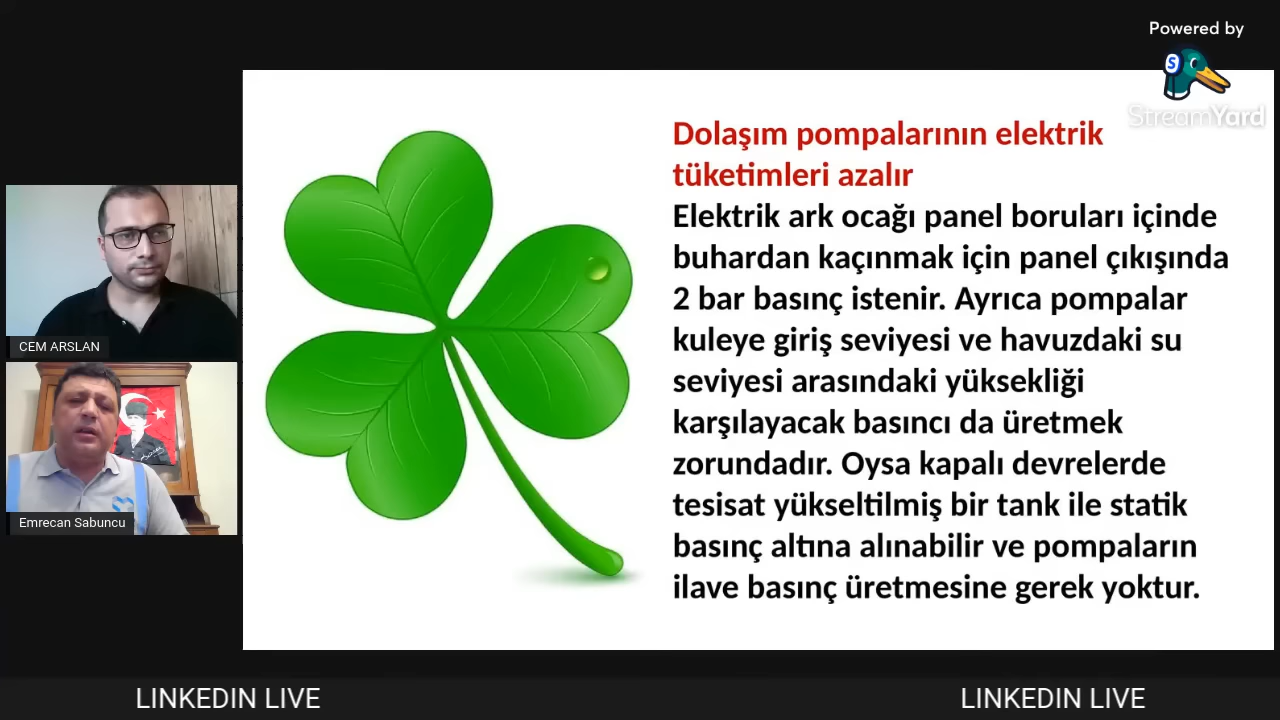 Powered by
StreamYard
Dolaşım pompalarının elektrik
tüketimleri azalır
Elektrik ark ocağı panel boruları içinde
buhardan kaçınmak için panel çıkışında
2 bar basınç istenir. Ayrıca pompalar
kuleye giriş seviyesi ve havuzdaki su
seviyesi arasındaki yüksekliği
karşılayacak basıncı da üretmek
zorundadır. Oysa kapalı devrelerde
tesisat yükseltilmiş bir tank ile statik
basınç altına alınabilir ve pompaların
ilave basınç üretmesine gerek yoktur.
CEM ARSLAN
Emrecan Sabuncu
LINKEDIN LIVE
LINKEDIN LIVE